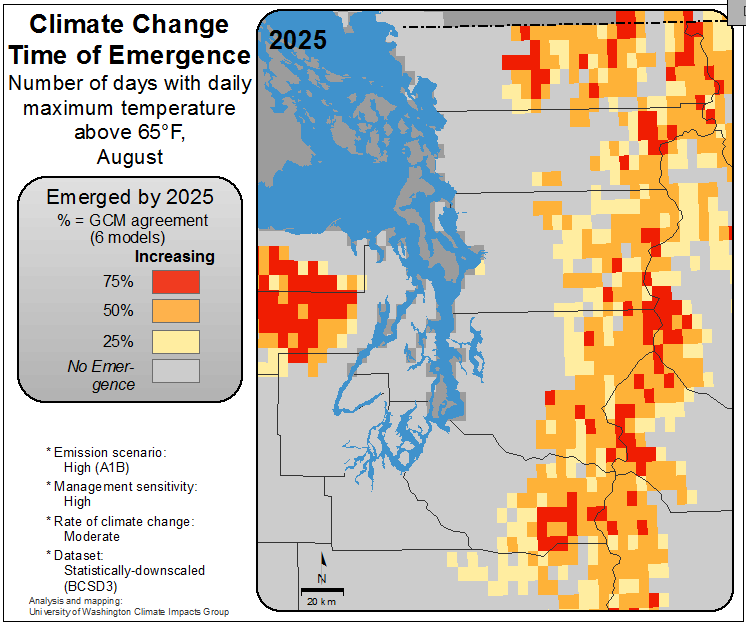 Climate Change
Time of Emergence
Number of days with daily
maximum temperature
above 65°F,
August
Emerged by 2025
% = GCM agreement
(6 models)
Increasing
75%
50%
25%
No Emer-
gence
* Emission scenario:
High (A1B)
* Management sensitivity:
High
* Rate of climate change:
Moderate
* Dataset:
Statistically-downscaled
(BCSD3)
Analysis and mapping:
University of Washington Climate Impacts Group
2025
N
20 km